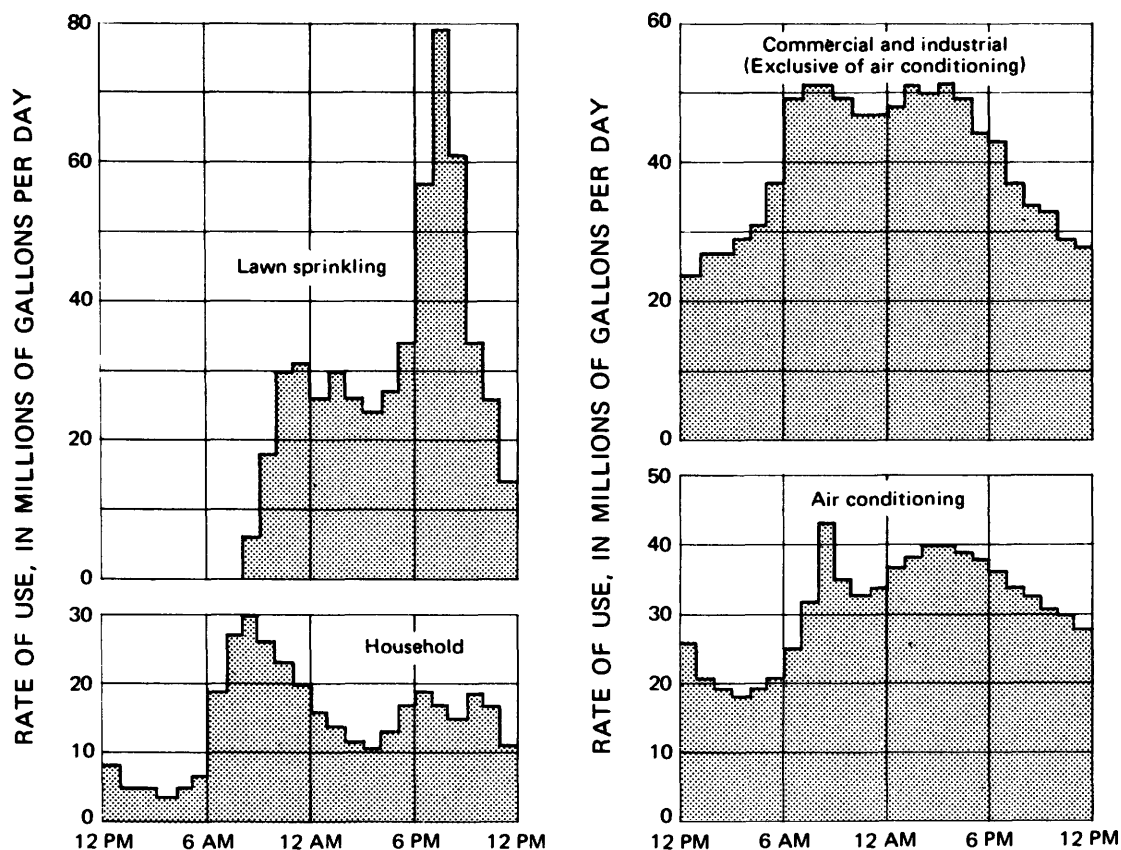 RATE OF USE, IN MILLIONS OF GALLONS PER DAY
80
60
40
20
0
Lawn sprinkling
30
20
10
0
Household
12 PM 6 AM 12 AM 6 PM 12 PM
RATE OF USE, IN MILLIONS OF GALLONS PER DAY
60
40
20
0
Commercial and industrial
(Exclusive of air conditioning)
50
40
30
20
10
0
Air conditioning
12 PM 6 AM 12 AM 6 PM 12 PM